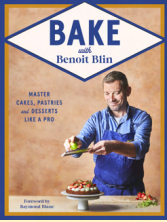 BAKE
with
Benoit Blin
MASTER
CAKES, PASTRIES
AND DESSERTS
LIKE A PRO
Foreword by
Raymond Blanc